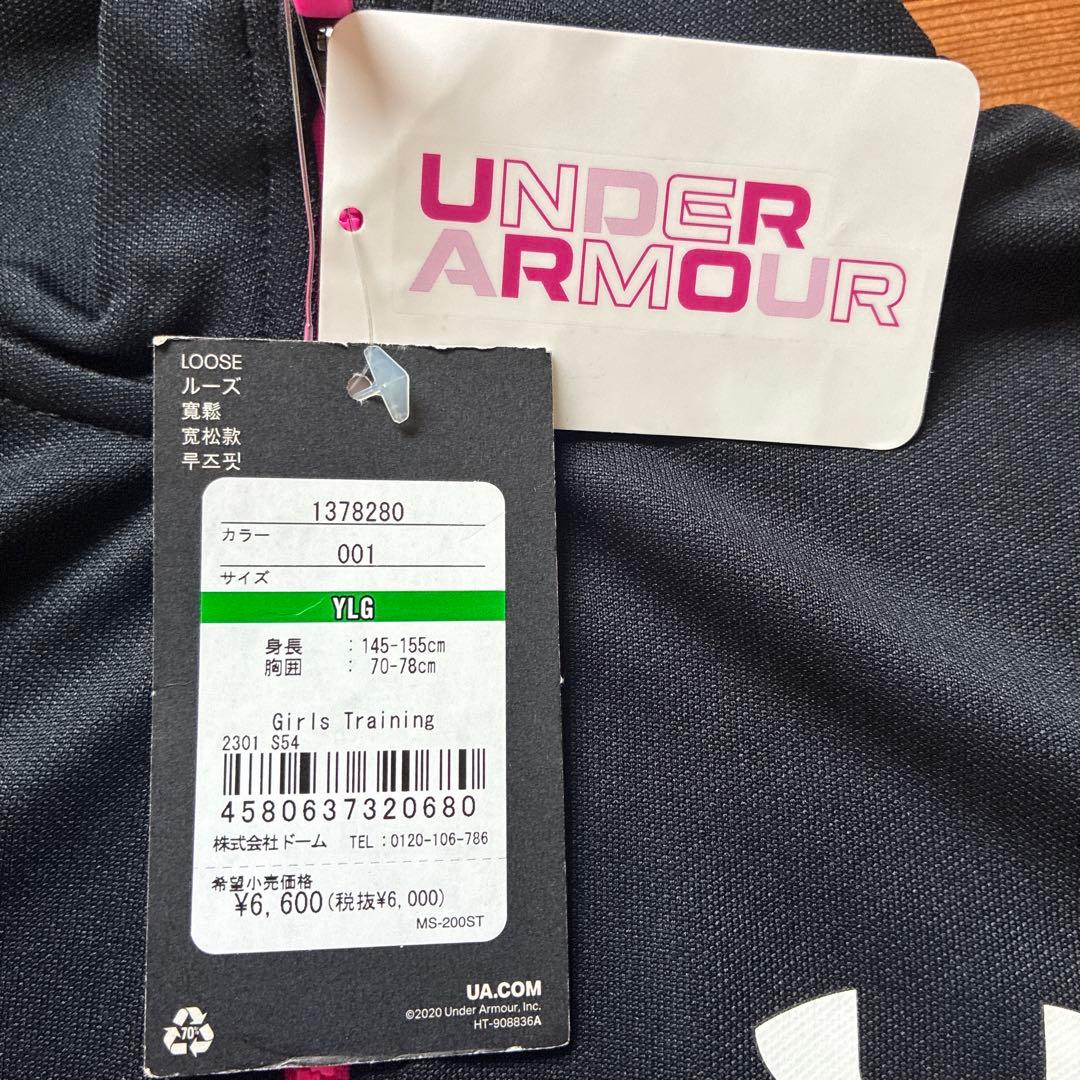 UNDER
ARMOUR
LOOSE
ルーズ
寬鬆
宽松款
루즈핏
1378280
カラー
001
サイズ
YLG
身長 : 145-155cm
胸囲 : 70-78cm
Girls Training
2301 S54
4580637320680
株式会社ドーム TEL:0120-106-786
希望小売価格
¥6,600(税抜¥6,000)
MS-200ST
UA.COM
©2020 Under Armour, Inc.
HT-908836A
70%